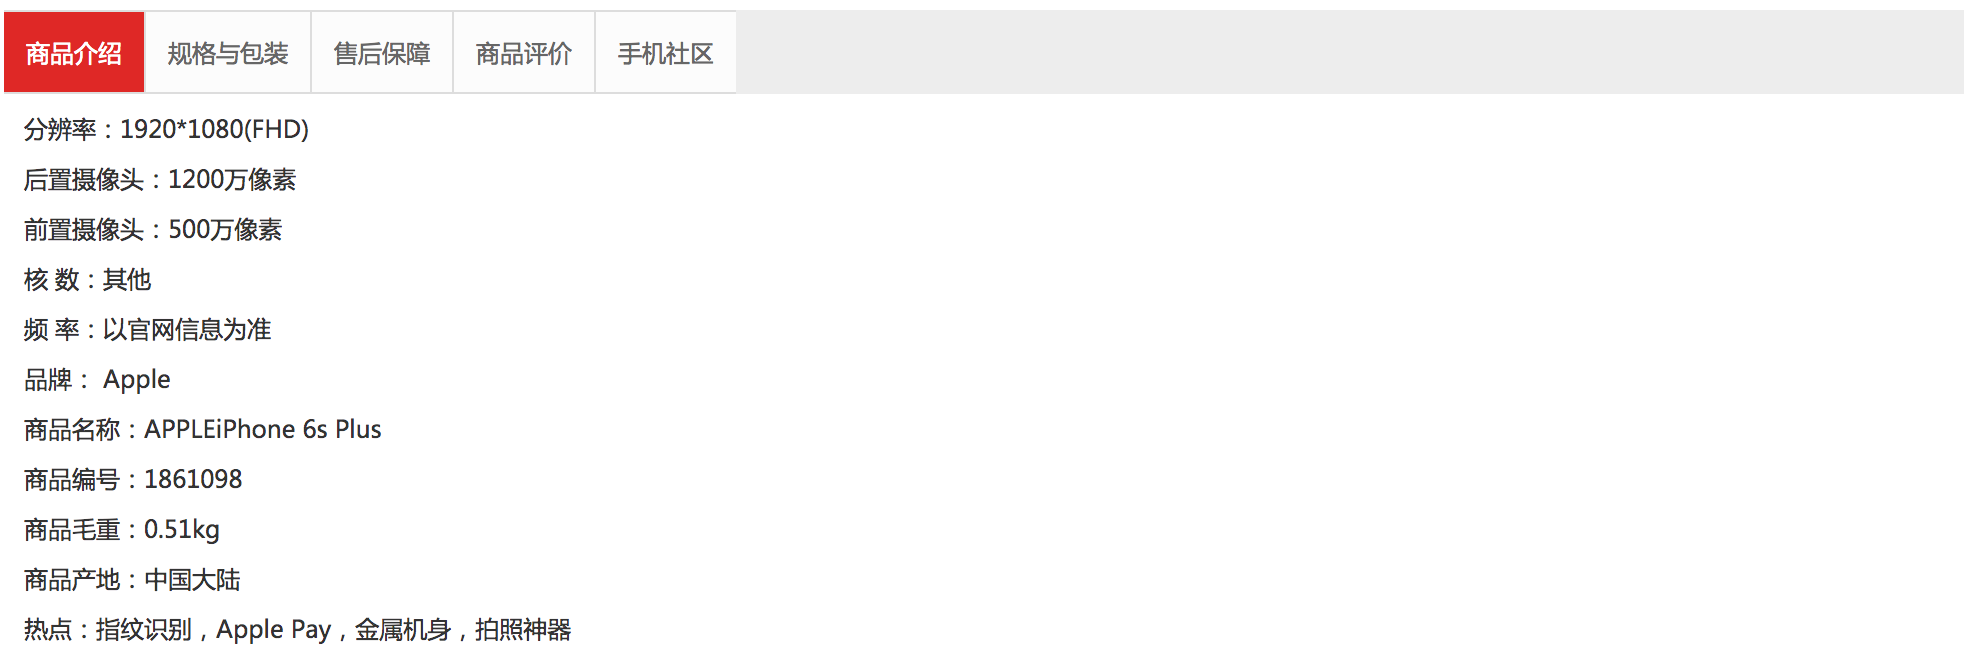 商品介绍 规格与包装 售后保障 商品评价 手机社区
分辨率：1920*1080(FHD)
后置摄像头：1200万像素
前置摄像头：500万像素
核 数：其他
频 率：以官网信息为准
品牌： Apple
商品名称：APPLEiPhone 6s Plus
商品编号：1861098
商品毛重：0.51kg
商品产地：中国大陆
热点：指纹识别，Apple Pay，金属机身，拍照神器